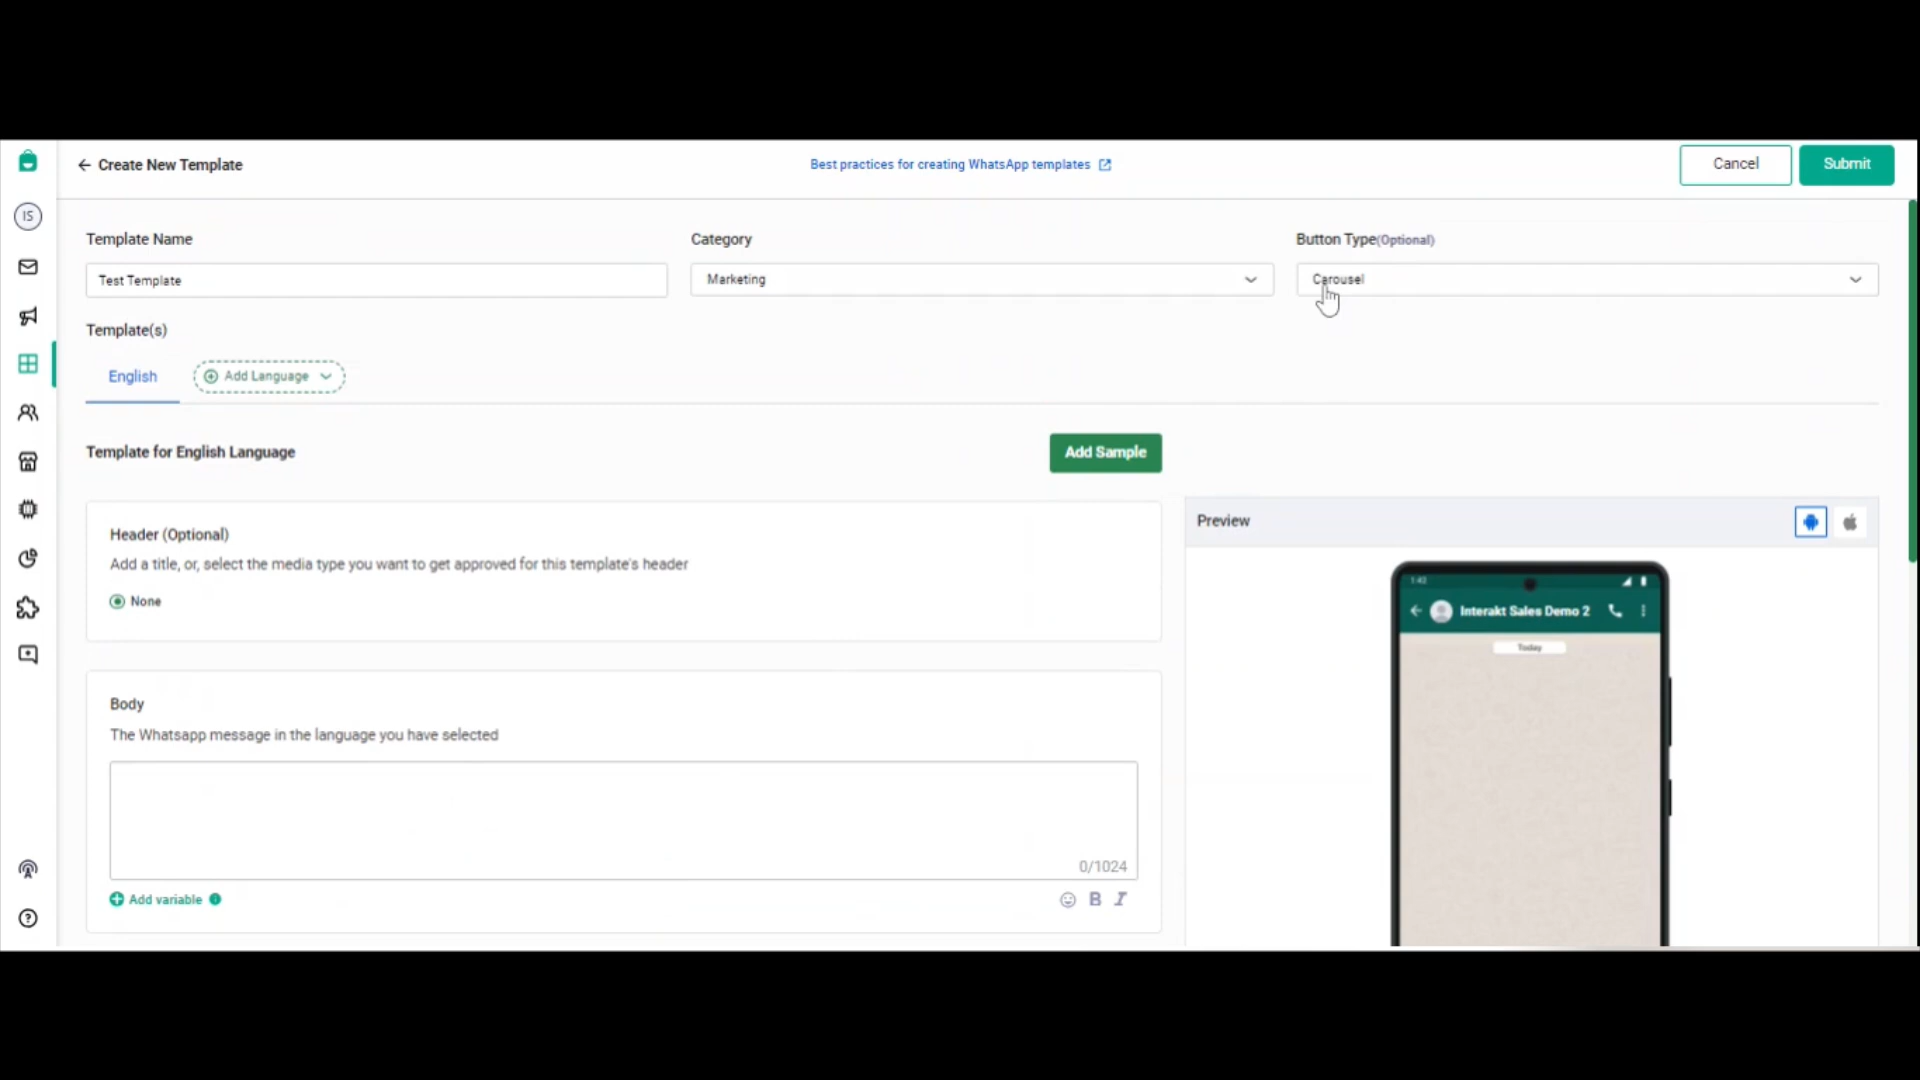 Create New Template
Best practices for creating WhatsApp templates
Cancel
Submit
IS
Template Name
Category
Button Type(Optional)
Test Template
Marketing
Carousel
Template(s)
English
Add Language
Template for English Language
Add Sample
Header (Optional)
Add a title, or, select the media type you want to get approved for this template's header
None
Preview
1:43
Interakt Sales Demo 2
Today
Body
The Whatsapp message in the language you have selected
0/1024
Add variable
B I